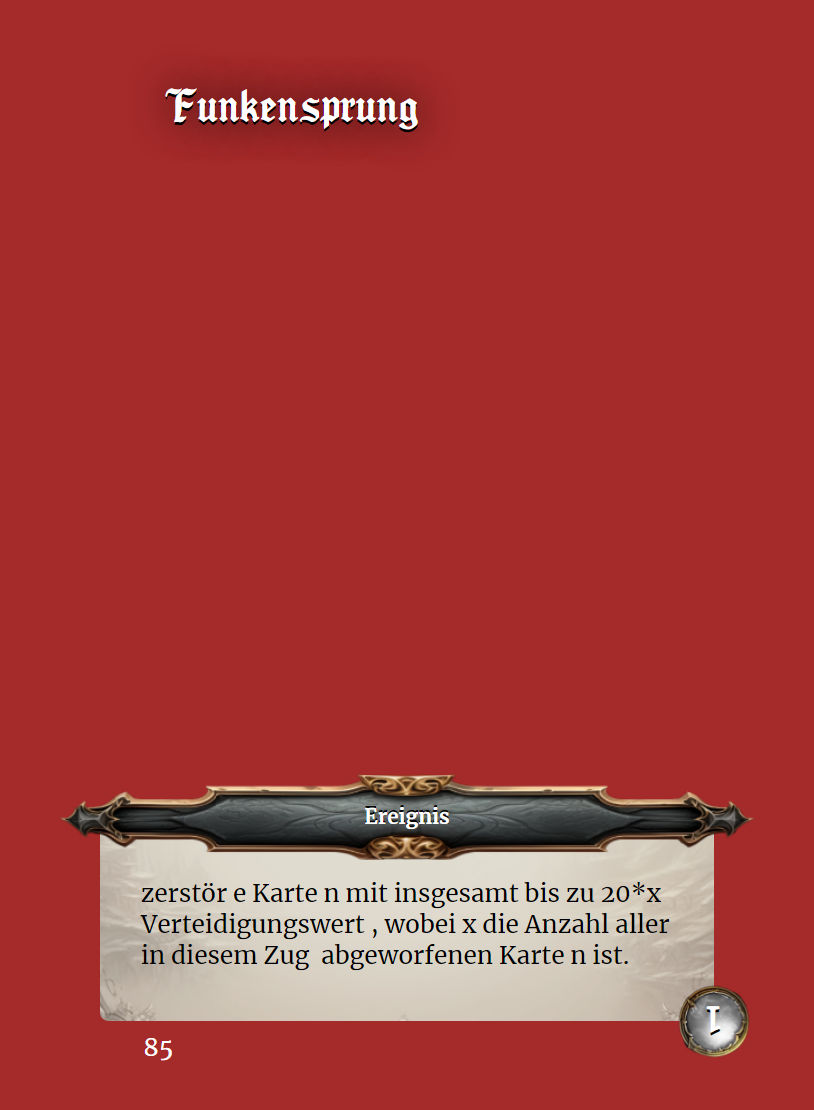 Funkensprung
Ereignis
zerstör e Karte n mit insgesamt bis zu 20*x
Verteidigungswert , wobei x die Anzahl aller
in diesem Zug  abgeworfenen Karte n ist.
1
85